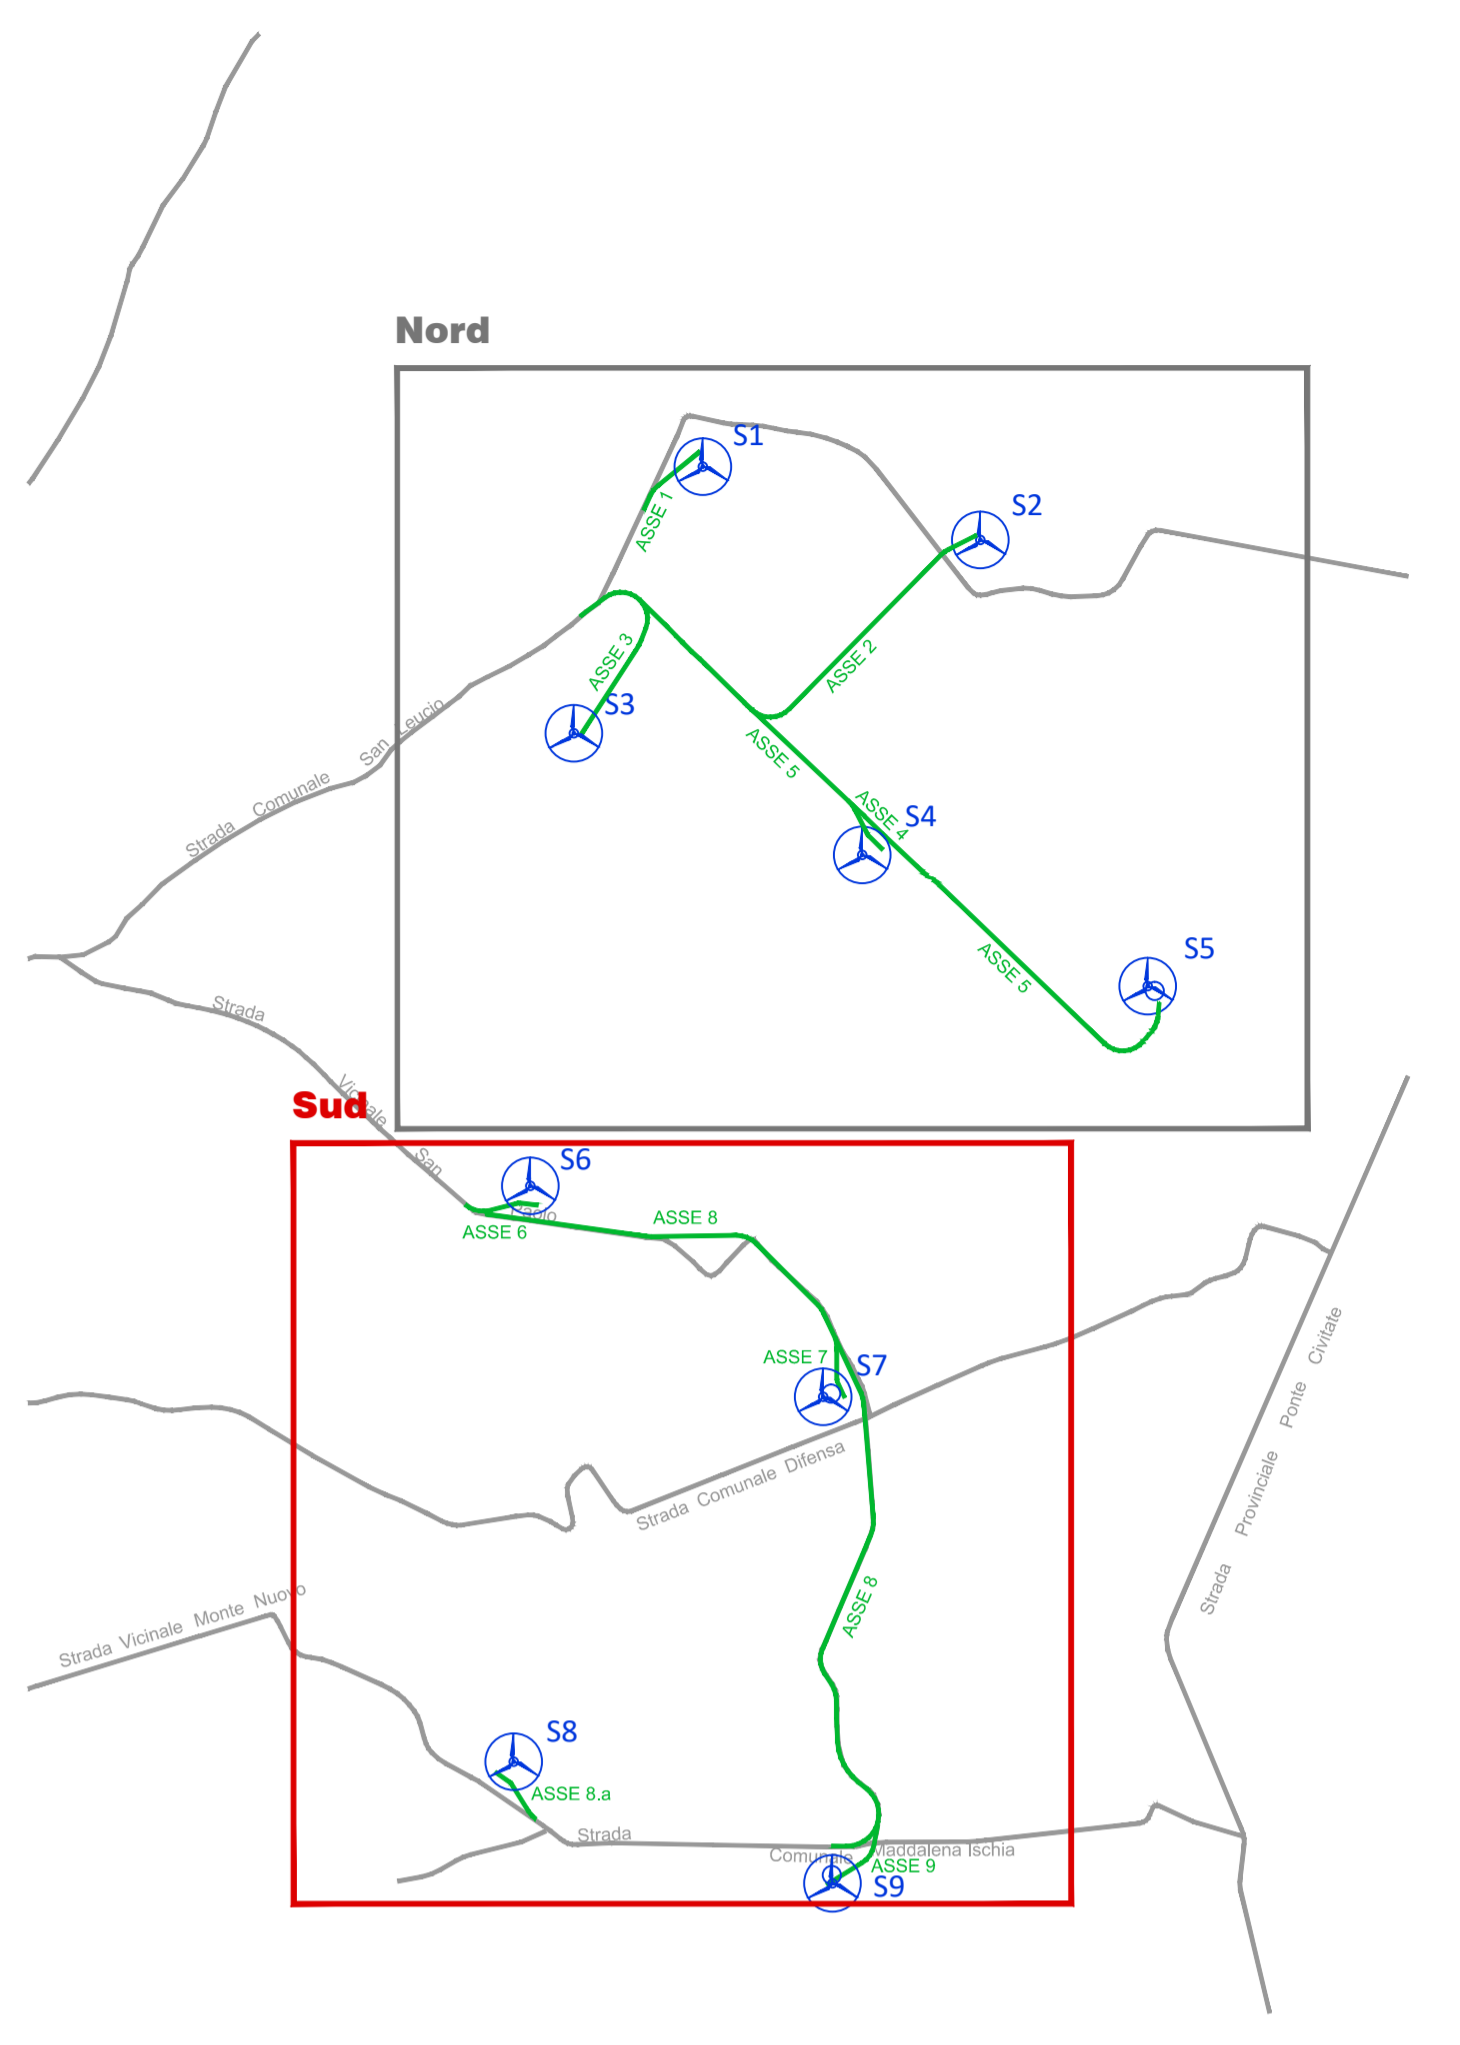 Nord
S1
S2
ASSE 1
ASSE 3
ASSE 2
S3
Strada Comunale San Leucio
ASSE 5
ASSE 4
S4
S5
ASSE 5
Strada Vicinale San Paolo
Sud
S6
ASSE 6
ASSE 8
ASSE 7
S7
Strada Comunale Difensa
Strada Provinciale Ponte Civitate
ASSE 8
Strada Vicinale Monte Nuovo
S8
ASSE 8.a
Strada Comunale Maddalena Ischia
ASSE 9
S9